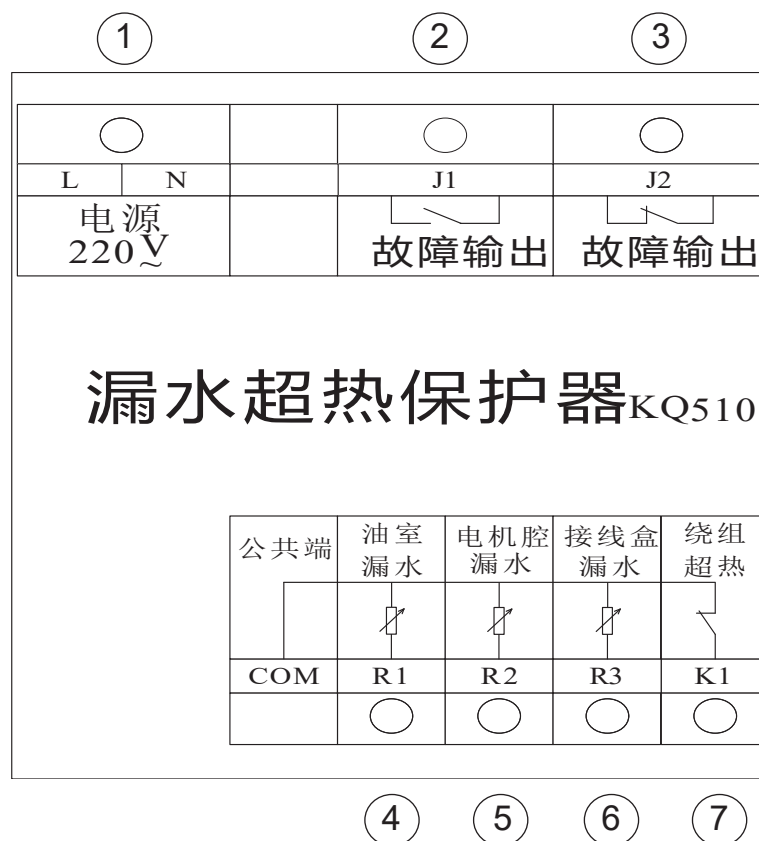 ① ② ③
L N J1 J2
电源 220V~ 故障输出 故障输出
漏水超热保护器KQ510
公共端 油室漏水 电机腔漏水 接线盒漏水 绕组超热
COM R1 R2 R3 K1
④ ⑤ ⑥ ⑦